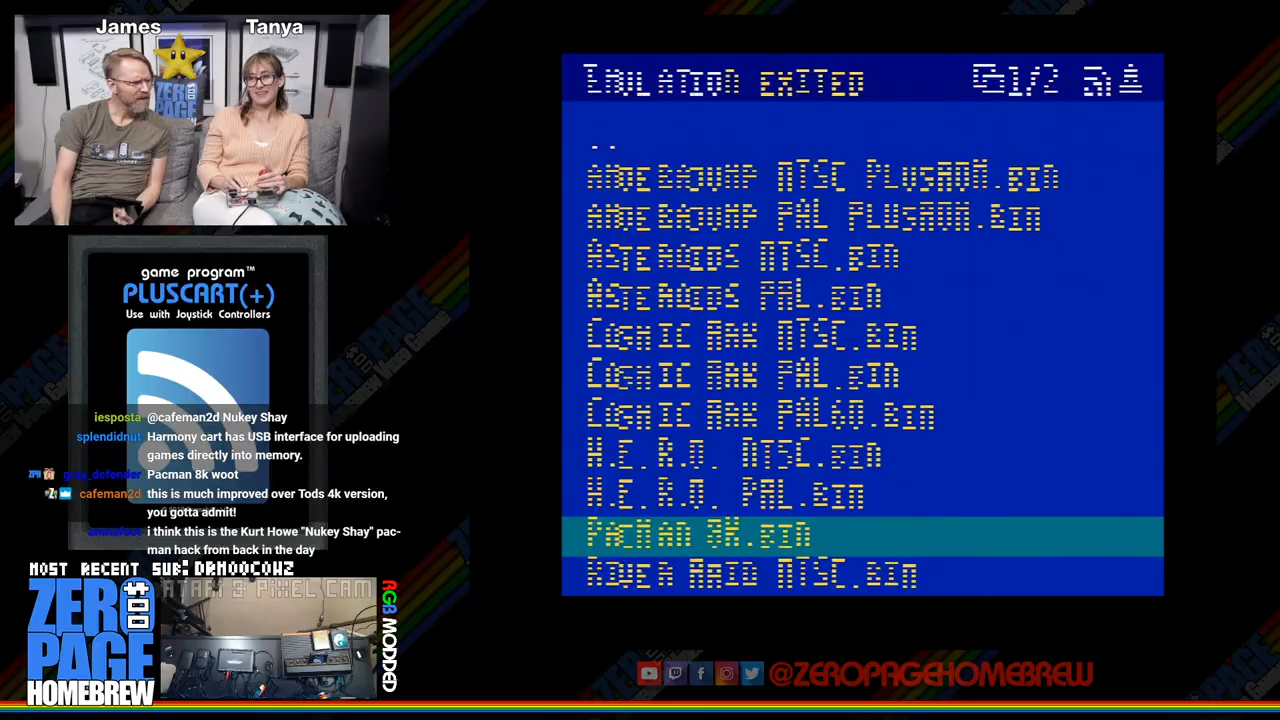 James
Tanya
game program™
PLUSCART(+)
Use with Joystick Controllers
iesposta @cafeman2d Nukey Shay
splendidnut Harmony cart has USB interface for uploading
games directly into memory.
gray_defender Pacman 8k woot
cafeman2d this is much improved over Tods 4k version,
you gotta admit!
i think this is the Kurt Howe "Nukey Shay" pac-
man hack from back in the day
MOST RECENT SUB: DRMOOCOWZ
ZERO
PAGE
HOMEBREW
ATARI & PIXEL CAM
RGB MODDED
EMULATION EXITED 1/2
..
AMOEBAJUMP NTSC PLUSROM.BIN
AMOEBAJUMP PAL PLUSROM.BIN
ASTEROIDS NTSC.BIN
ASTEROIDS PAL.BIN
COSMIC ARK NTSC.BIN
COSMIC ARK PAL.BIN
COSMIC ARK PAL60.BIN
H.E.R.O. NTSC.BIN
H.E.R.O. PAL.BIN
PACMAN 8K.BIN
RIVER RAID NTSC.BIN
@ZEROPAGEHOMEBREW